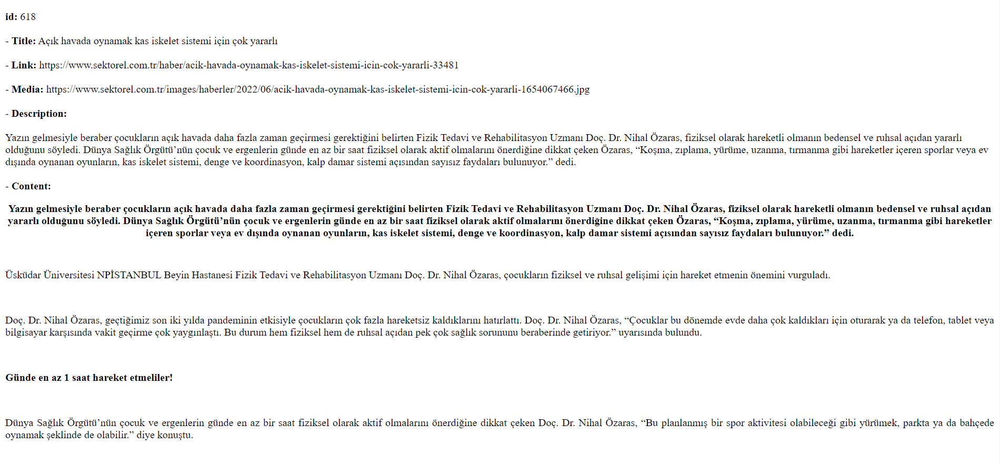 id: 618
- Title: Açık havada oynamak kas iskelet sistemi için çok yararlı
- Link: https://www.sektorel.com.tr/haber/acik-havada-oynamak-kas-iskelet-sistemi-icin-cok-yararli-33481
- Media: https://www.sektorel.com.tr/images/haberler/2022/06/acik-havada-oynamak-kas-iskelet-sistemi-icin-cok-yararli-1654067466.jpg
- Description:
Yazın gelmesiyle beraber çocukların açık havada daha fazla zaman geçirmesi gerektiğini belirten Fizik Tedavi ve Rehabilitasyon Uzmanı Doç. Dr. Nihal Özaras, fiziksel olarak hareketli olmanın bedensel ve ruhsal açıdan yararlı
olduğunu söyledi. Dünya Sağlık Örgütü’nün çocuk ve ergenlerin günde en az bir saat fiziksel olarak aktif olmalarını önerdiğine dikkat çeken Özaras, “Koşma, zıplama, yürüme, uzanma, tırmanma gibi hareketler içeren sporlar veya ev
dışında oynanan oyunların, kas iskelet sistemi, denge ve koordinasyon, kalp damar sistemi açısından sayısız faydaları bulunuyor.” dedi.
- Content:
Yazın gelmesiyle beraber çocukların açık havada daha fazla zaman geçirmesi gerektiğini belirten Fizik Tedavi ve Rehabilitasyon Uzmanı Doç. Dr. Nihal Özaras, fiziksel olarak hareketli olmanın bedensel ve ruhsal açıdan
yararlı olduğunu söyledi. Dünya Sağlık Örgütü’nün çocuk ve ergenlerin günde en az bir saat fiziksel olarak aktif olmalarını önerdiğine dikkat çeken Özaras, “Koşma, zıplama, yürüme, uzanma, tırmanma gibi hareketler
içeren sporlar veya ev dışında oynanan oyunların, kas iskelet sistemi, denge ve koordinasyon, kalp damar sistemi açısından sayısız faydaları bulunuyor.” dedi.
Üsküdar Üniversitesi NPİSTANBUL Beyin Hastanesi Fizik Tedavi ve Rehabilitasyon Uzmanı Doç. Dr. Nihal Özaras, çocukların fiziksel ve ruhsal gelişimi için hareket etmenin önemini vurguladı.
Doç. Dr. Nihal Özaras, geçtiğimiz son iki yılda pandeminin etkisiyle çocukların çok fazla hareketsiz kaldıklarını hatırlattı. Doç. Dr. Nihal Özaras, “Çocuklar bu dönemde evde daha çok kaldıkları için oturarak ya da telefon, tablet veya
bilgisayar karşısında vakit geçirme çok yaygınlaştı. Bu durum hem fiziksel hem de ruhsal açıdan pek çok sağlık sorununu beraberinde getiriyor.” uyarısında bulundu.
Günde en az 1 saat hareket etmeliler!
Dünya Sağlık Örgütü’nün çocuk ve ergenlerin günde en az bir saat fiziksel olarak aktif olmalarını önerdiğine dikkat çeken Doç. Dr. Nihal Özaras, “Bu planlanmış bir spor aktivitesi olabileceği gibi yürümek, parkta ya da bahçede
oynamak şeklinde de olabilir.” diye konuştu.